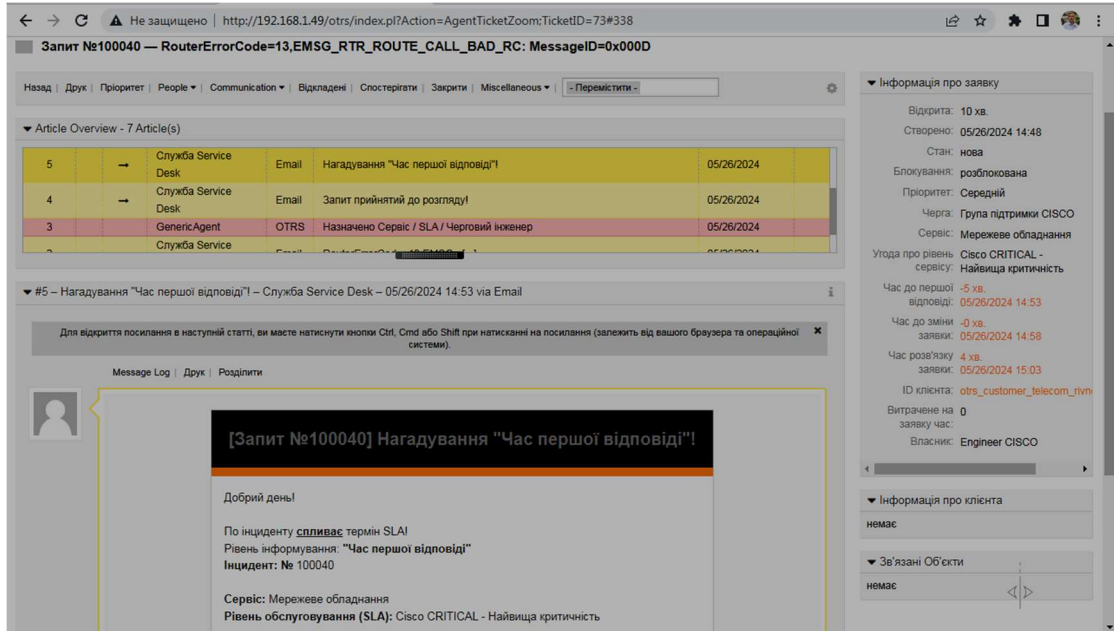 Не защищено | http://192.168.1.49/otrs/index.pl?Action=AgentTicketZoom;TicketID=73#338
Запит №100040 — RouterErrorCode=13,EMSG_RTR_ROUTE_CALL_BAD_RC: MessageID=0x000D
Назад | Друк | Пріоритет | People | Communication | Відкладені | Спостерігати | Закрити | Miscellaneous | - Перемістити -
Article Overview - 7 Article(s)
5 → Служба Service Desk Email Нагадування "Час першої відповіді"! 05/26/2024
4 → Служба Service Desk Email Запит прийнятий до розгляду! 05/26/2024
3 GenericAgent OTRS Назначено Сервіс / SLA / Черговий інженер 05/26/2024
Служба Service
#5 – Нагадування "Час першої відповіді"! – Служба Service Desk – 05/26/2024 14:53 via Email
Для відкриття посилання в наступній статті, ви маєте натиснути кнопки Ctrl, Cmd або Shift при натисканні на посилання (залежить від вашого браузера та операційної
системи).
Message Log | Друк | Розділити
[Запит №100040] Нагадування "Час першої відповіді"!
Добрий день!
По інциденту спливає термін SLA!
Рівень інформування: "Час першої відповіді"
Інцидент: № 100040
Сервіс: Мережеве обладнання
Рівень обслуговування (SLA): Cisco CRITICAL - Найвища критичність
Інформація про заявку
Відкрита: 10 хв.
Створено: 05/26/2024 14:48
Стан: нова
Блокування: розблокована
Пріоритет: Середній
Черга: Група підтримки CISCO
Сервіс: Мережеве обладнання
Угода про рівень сервісу: Cisco CRITICAL - Найвища критичність
Час до першої відповіді: -5 хв. 05/26/2024 14:53
Час до зміни заявки: -0 хв. 05/26/2024 14:58
Час розв'язку заявки: 4 хв. 05/26/2024 15:03
ID клієнта: otrs_customer_telecom_rivn
Витрачене на заявку час: 0
Власник: Engineer CISCO
Інформація про клієнта
немає
Зв'язані Об'єкти
немає